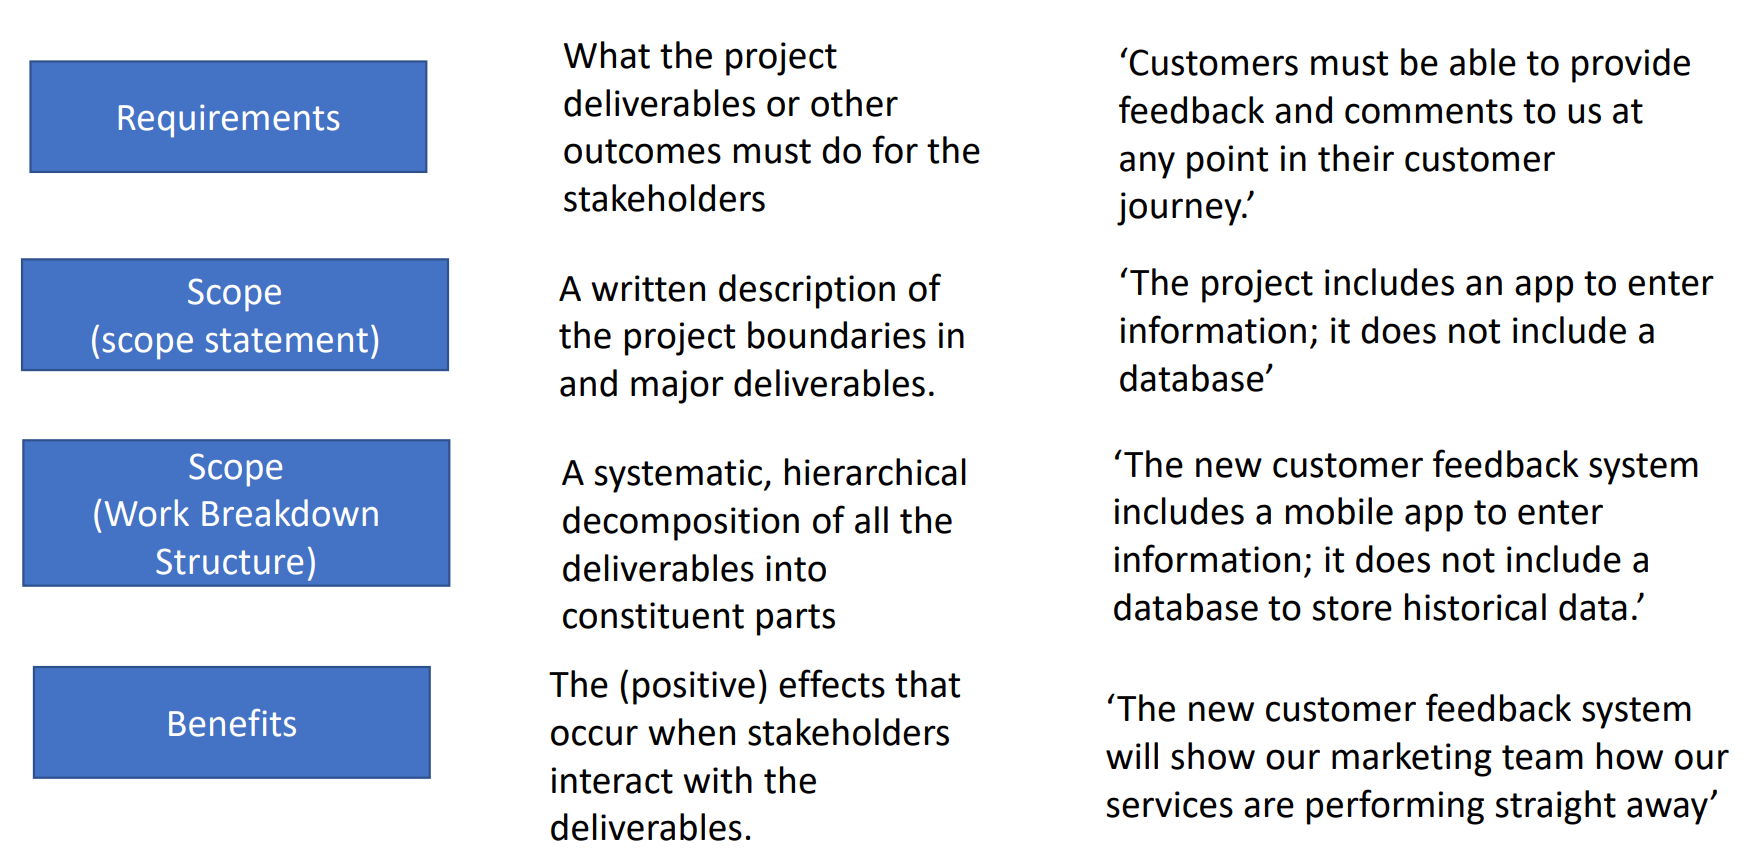 Requirements
What the project
deliverables or other
outcomes must do for the
stakeholders
‘Customers must be able to provide
feedback and comments to us at
any point in their customer
journey.’
Scope
(scope statement)
A written description of
the project boundaries in
and major deliverables.
‘The project includes an app to enter
information; it does not include a
database’
Scope
(Work Breakdown
Structure)
A systematic, hierarchical
decomposition of all the
deliverables into
constituent parts
‘The new customer feedback system
includes a mobile app to enter
information; it does not include a
database to store historical data.’
Benefits
The (positive) effects that
occur when stakeholders
interact with the
deliverables.
‘The new customer feedback system
will show our marketing team how our
services are performing straight away’